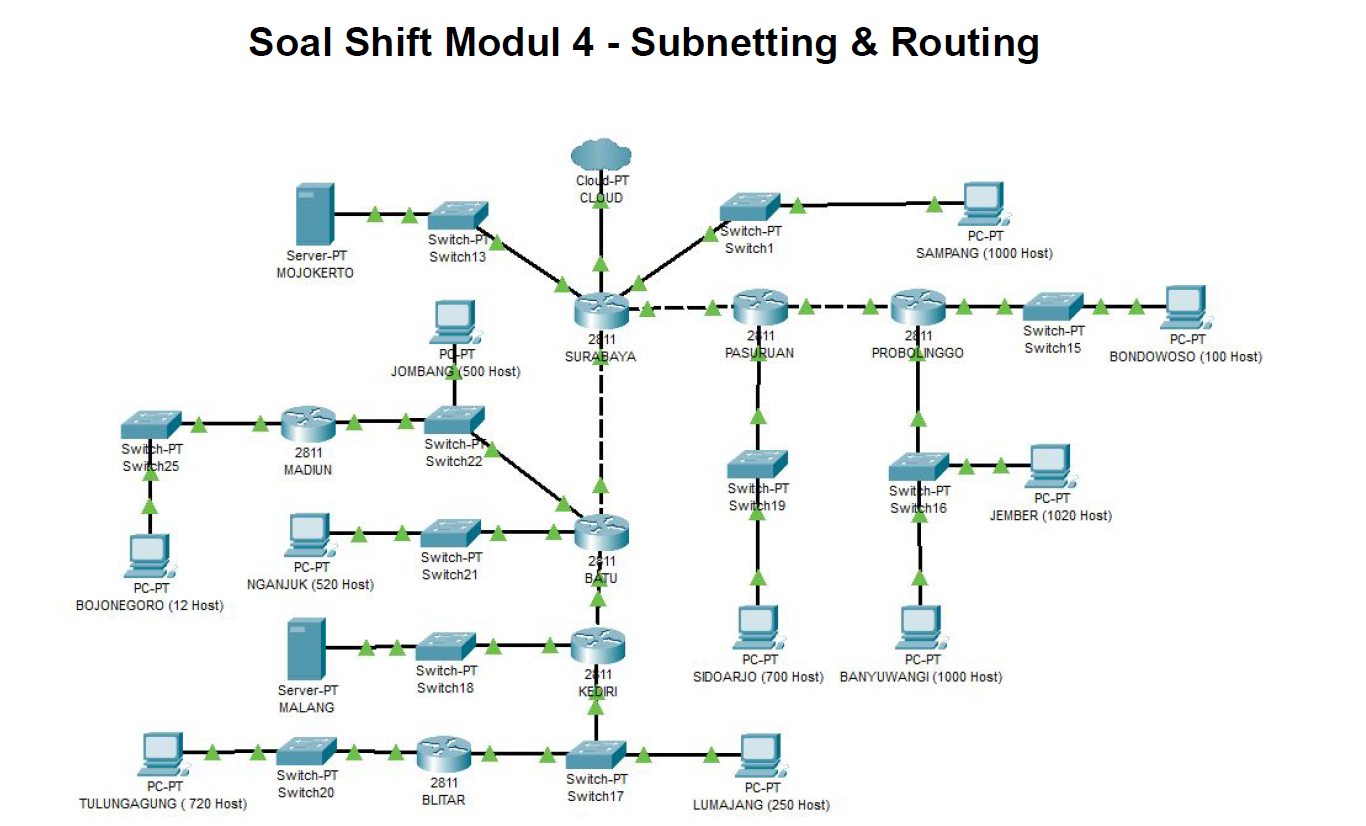 Soal Shift Modul 4 - Subnetting & Routing
Cloud-PT
CLOUD
Server-PT
MOJOKERTO
Switch-PT
Switch13
Switch-PT
Switch1
PC-PT
SAMPANG (1000 Host)
2811
SURABAYA
2811
PASURUAN
2811
PROBOLINGGO
Switch-PT
Switch15
PC-PT
BONDOWOSO (100 Host)
PC-PT
JOMBANG (500 Host)
Switch-PT
Switch25
2811
MADIUN
Switch-PT
Switch22
Switch-PT
Switch19
Switch-PT
Switch16
PC-PT
JEMBER (1020 Host)
PC-PT
BOJONEGORO (12 Host)
PC-PT
NGANJUK (520 Host)
Switch-PT
Switch21
2811
BATU
Server-PT
MALANG
Switch-PT
Switch18
2811
KEDIRI
PC-PT
SIDOARJO (700 Host)
PC-PT
BANYUWANGI (1000 Host)
PC-PT
TULUNGAGUNG ( 720 Host)
Switch-PT
Switch20
2811
BLITAR
Switch-PT
Switch17
PC-PT
LUMAJANG (250 Host)